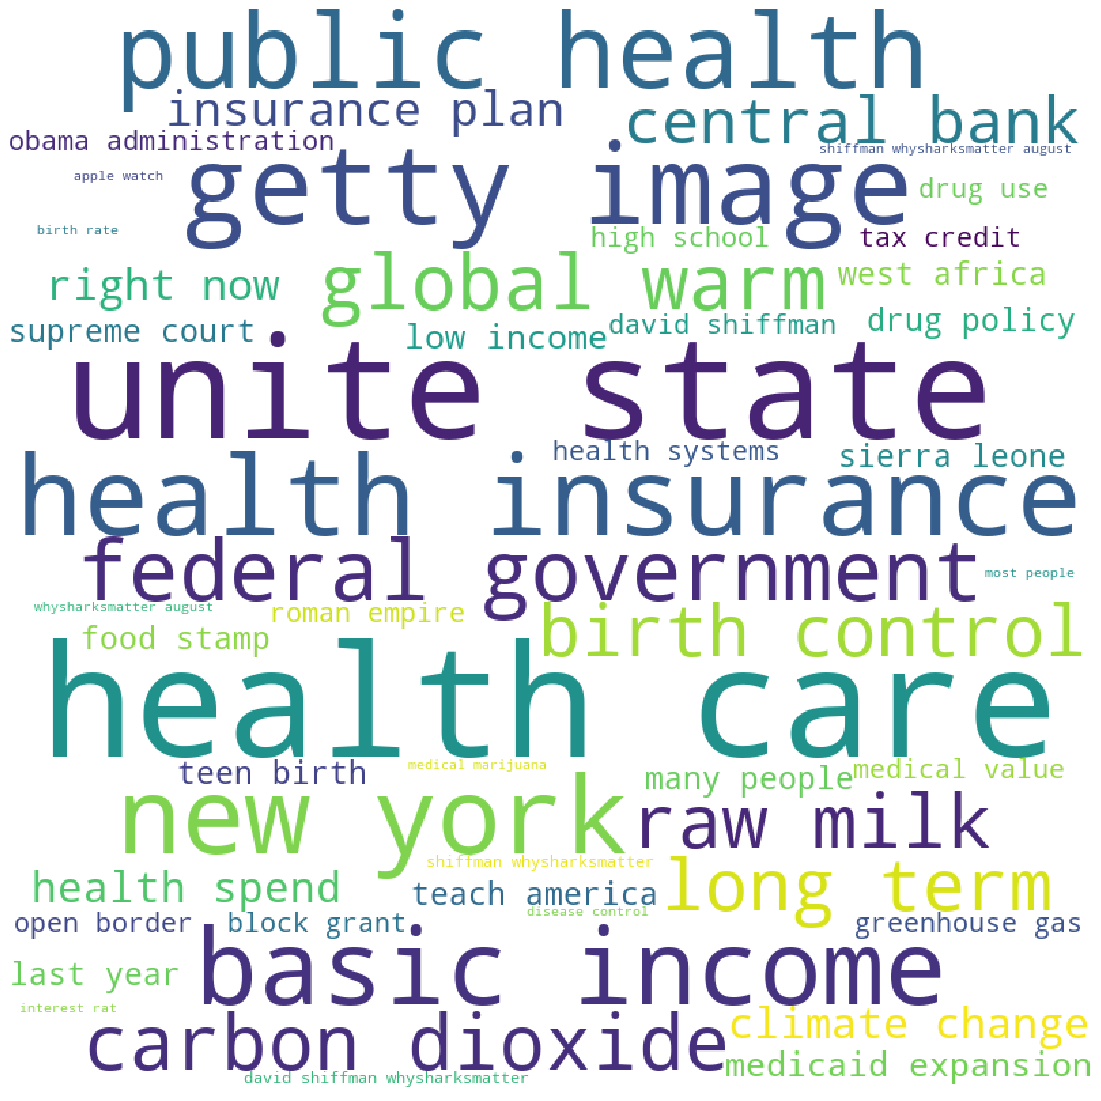 public health
insurance plan
central bank
obama administration
shiffman whysharksmatter august
getty image
apple watch
drug use
birth rate
high school
tax credit
global warm
west africa
right now
supreme court
low income
david shiffman
drug policy
unite state
health systems
sierra leone
health insurance
federal government
most people
whysharksmatter august
roman empire
birth control
food stamp
health care
teen birth
medical marijuana
many people
medical value
new york
raw milk
shiffman whysharksmatter
health spend
teach america
long term
disease control
open border
block grant
greenhouse gas
basic income
last year
interest rat
carbon dioxide
climate change
medicaid expansion
david shiffman whysharksmatter